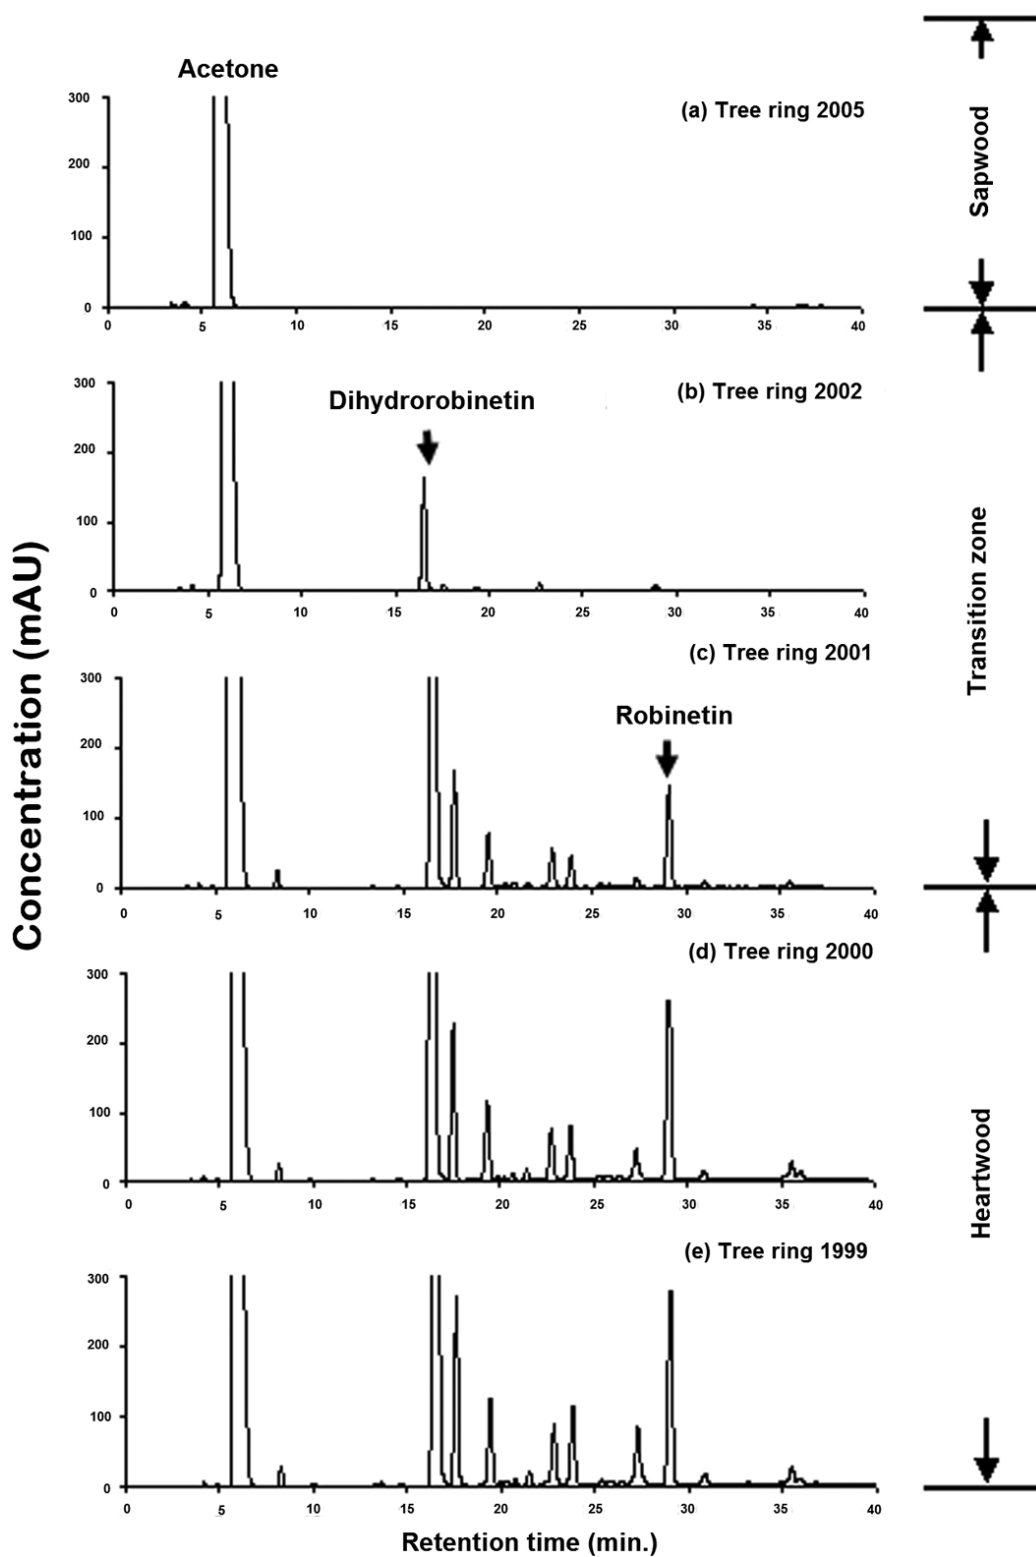 Acetone
(a) Tree ring 2005
300
200
100
0
0 5 10 15 20 25 30 35 40
Sapwood
(b) Tree ring 2002
Dihydrorobinetin
300
200
100
0
0 5 10 15 20 25 30 35 40
Transition zone
(c) Tree ring 2001
Robinetin
300
200
100
0
0 5 10 15 20 25 30 35 40
(d) Tree ring 2000
300
200
100
0
0 5 10 15 20 25 30 35 40
Heartwood
(e) Tree ring 1999
300
200
100
0
0 5 10 15 20 25 30 35 40
Concentration (mAU)
Retention time (min.)